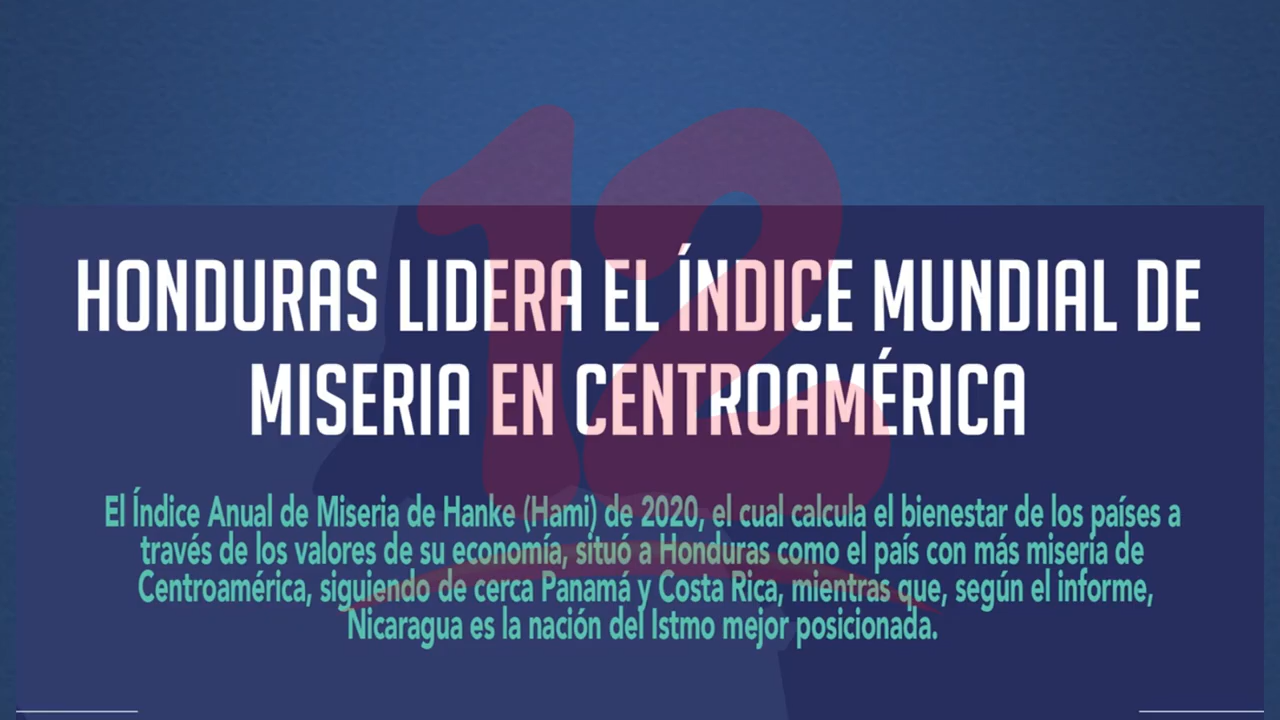 12
HONDURAS LIDERA EL ÍNDICE MUNDIAL DE
MISERIA EN CENTROAMÉRICA
El Índice Anual de Miseria de Hanke (Hami) de 2020, el cual calcula el bienestar de los países a
través de los valores de su economía, situó a Honduras como el país con más miseria de
Centroamérica, siguiendo de cerca Panamá y Costa Rica, mientras que, según el informe,
Nicaragua es la nación del Istmo mejor posicionada.